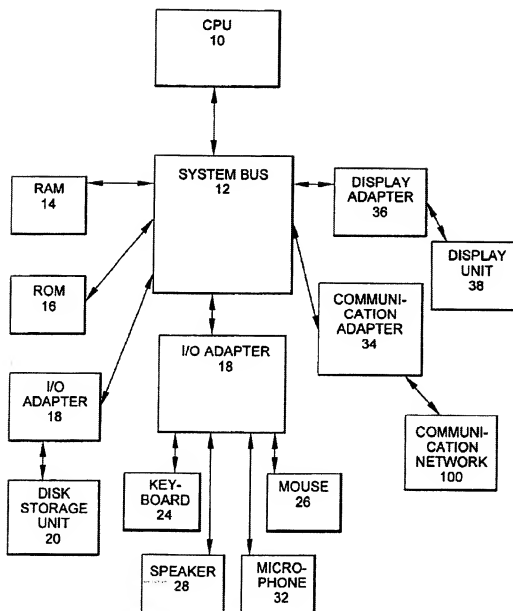 CPU
10
SYSTEM BUS
12
RAM
14
DISPLAY
ADAPTER
36
DISPLAY
UNIT
38
ROM
16
COMMUNI-
CATION
ADAPTER
34
I/O ADAPTER
18
I/O
ADAPTER
18
COMMUNI-
CATION
NETWORK
100
KEY-
BOARD
24
MOUSE
26
DISK
STORAGE
UNIT
20
SPEAKER
28
MICRO-
PHONE
32